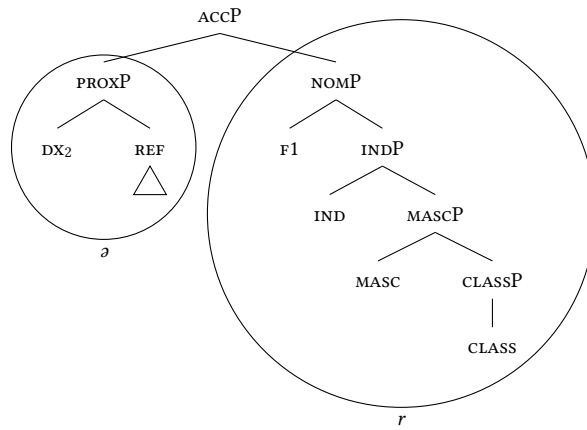 ACCP
PROXP NOMP
DX2 REF F1 INDP
IND MASCP
ə
MASC CLASSP
CLASS
r